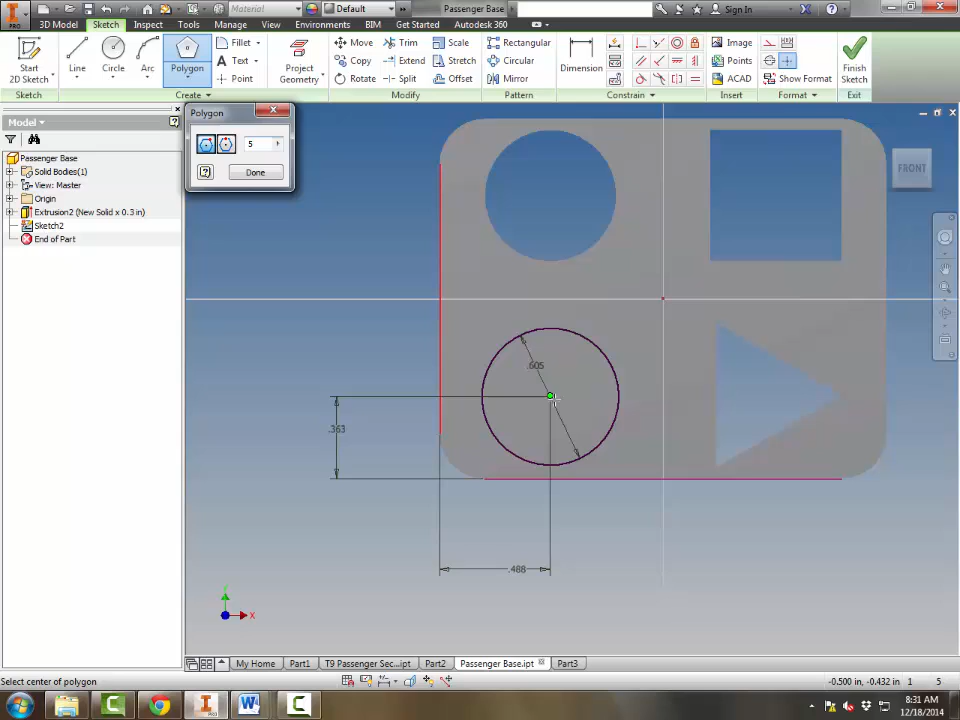 Material
Default
Passenger Base
Sign In
PRO
3D Model
Sketch
Inspect
Tools
Manage
View
Environments
BIM
Get Started
Autodesk 360
Start
2D Sketch
Line
Circle
Arc
Polygon
Fillet
Text
Point
Project
Geometry
Move
Copy
Rotate
Trim
Extend
Split
Scale
Stretch
Offset
Rectangular
Circular
Mirror
Dimension
Image
Points
ACAD
Show Format
Finish
Sketch
Sketch
Create
Modify
Pattern
Constrain
Insert
Format
Exit
Model
Polygon
5
Done
Passenger Base
Solid Bodies(1)
View: Master
Origin
Extrusion2 (New Solid x 0.3 in)
Sketch2
End of Part
FRONT
.605
.363
.488
X
My Home
Part1
T9 Passenger Sec...ipt
Part2
Passenger Base.ipt
Part3
Select center of polygon
-0.500 in, -0.432 in
1
5
8:31 AM
12/18/2014